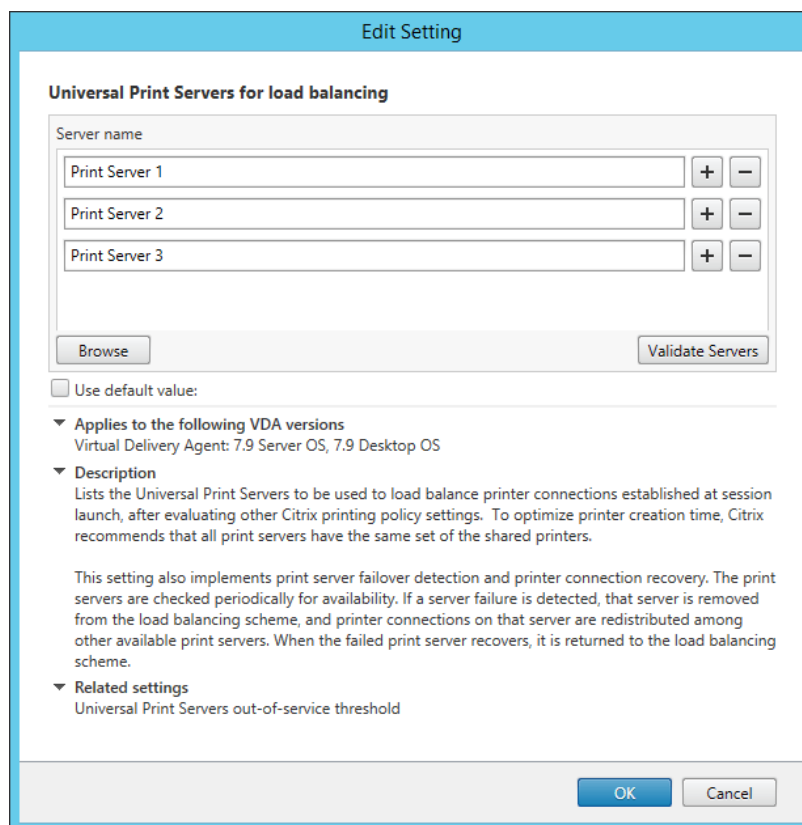 Edit Setting
Universal Print Servers for load balancing
Server name
Print Server 1
+ −
Print Server 2
+ −
Print Server 3
+ −
Browse
Validate Servers
Use default value:
Applies to the following VDA versions
Virtual Delivery Agent: 7.9 Server OS, 7.9 Desktop OS
Description
Lists the Universal Print Servers to be used to load balance printer connections established at session
launch, after evaluating other Citrix printing policy settings.  To optimize printer creation time, Citrix
recommends that all print servers have the same set of the shared printers.
This setting also implements print server failover detection and printer connection recovery. The print
servers are checked periodically for availability. If a server failure is detected, that server is removed
from the load balancing scheme, and printer connections on that server are redistributed among
other available print servers. When the failed print server recovers, it is returned to the load balancing
scheme.
Related settings
Universal Print Servers out-of-service threshold
OK
Cancel